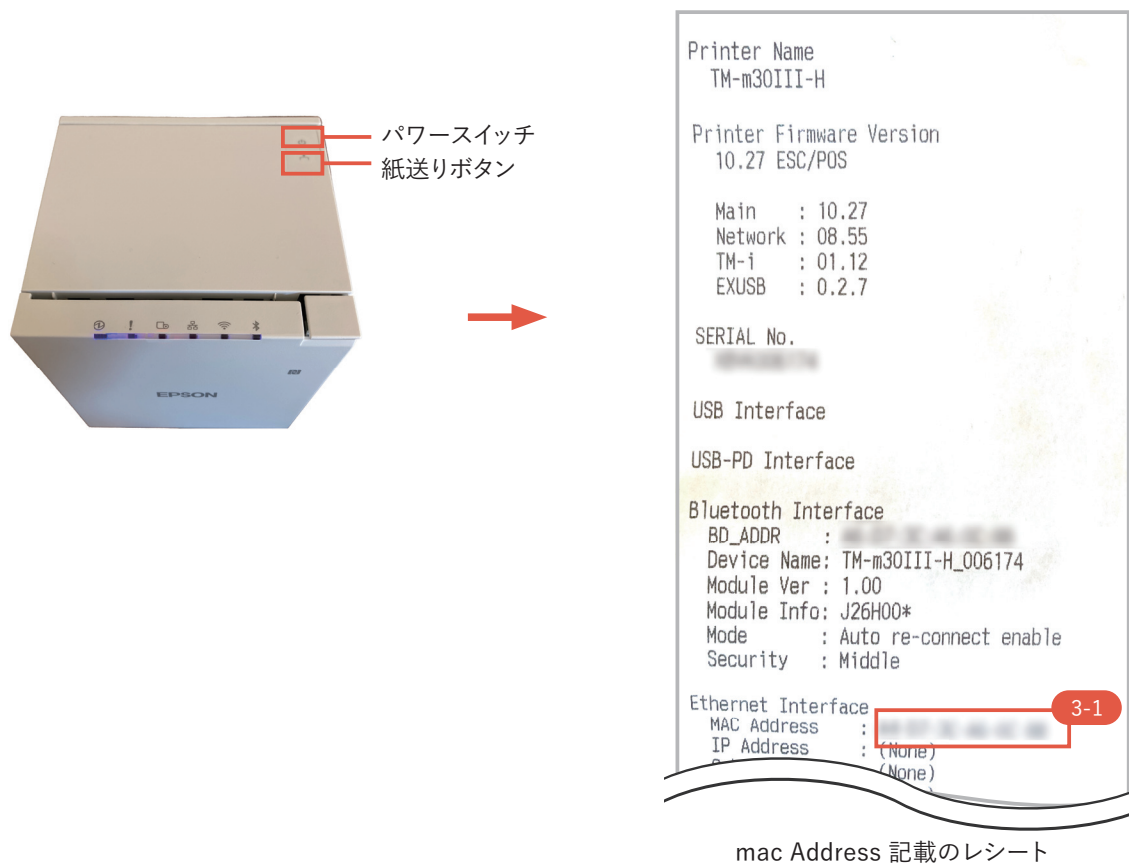 パワースイッチ
紙送りボタン
EPSON
Printer Name
TM-m30III-H
Printer Firmware Version
10.27 ESC/POS
Main : 10.27
Network : 08.55
TM-i : 01.12
EXUSB : 0.2.7
SERIAL No.
USB Interface
USB-PD Interface
Bluetooth Interface
BD_ADDR :
Device Name: TM-m30III-H_006174
Module Ver : 1.00
Module Info: J26H00*
Mode : Auto re-connect enable
Security : Middle
Ethernet Interface
3-1
MAC Address :
IP Address : (None)
(None)
mac Address 記載のレシート